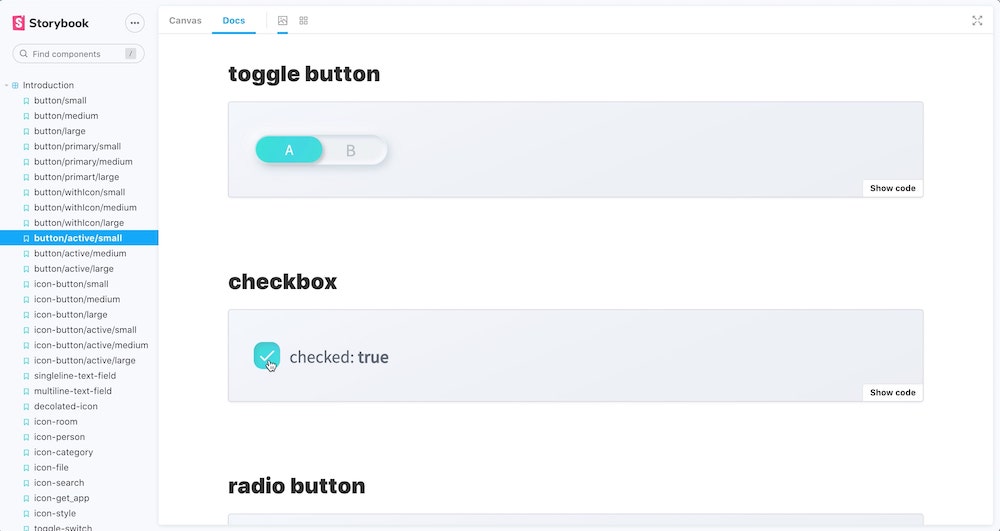 Storybook
Find components
/
Introduction
button/small
button/medium
button/large
button/primary/small
button/primary/medium
button/primart/large
button/withIcon/small
button/withIcon/medium
button/withIcon/large
button/active/small
button/active/medium
button/active/large
icon-button/small
icon-button/medium
icon-button/large
icon-button/active/small
icon-button/active/medium
icon-button/active/large
singleline-text-field
multiline-text-field
decolated-icon
icon-room
icon-person
icon-category
icon-file
icon-search
icon-get_app
icon-style
toggle-switch
Canvas Docs
toggle button
A B
Show code
checkbox
checked: true
Show code
radio button